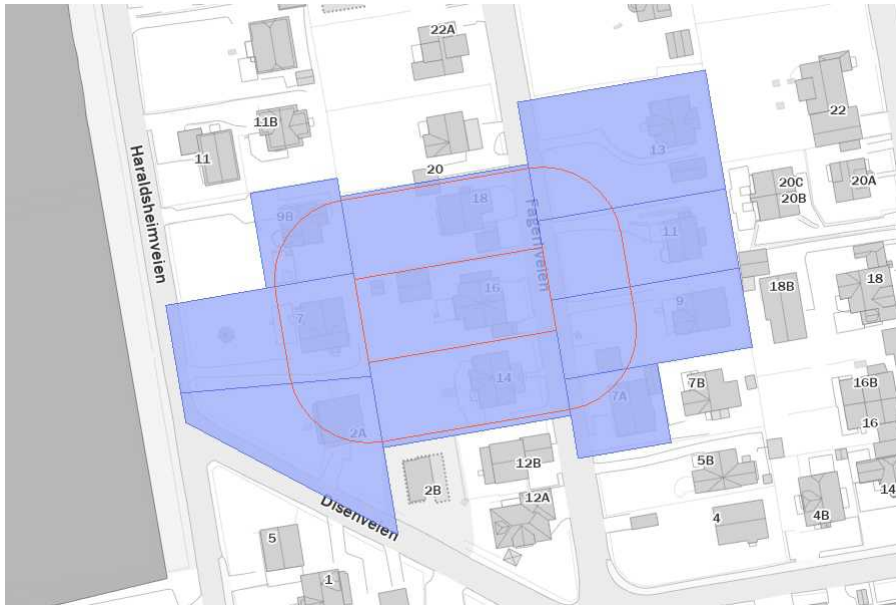 22A
22
11B
11
20
13
20C
20B
20A
18
9B
Haraldsheimveien
Fagerliveien
11
18B
18
16
7
9
14
7A
7B
16B
16
2A
12B
5B
14
2B
12A
Disenveien
4
4B
5
1